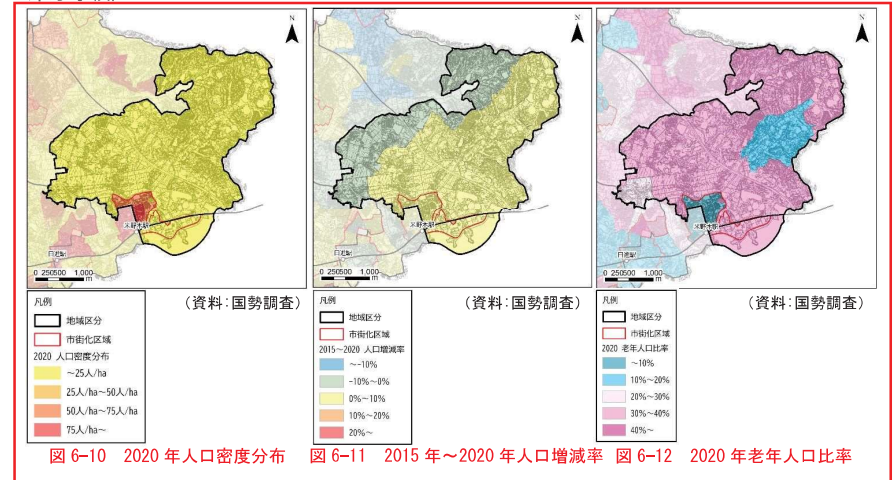 N
米野木駅
日進駅
0 250500 1,000
m
(資料:国勢調査)
凡例
地域区分
市街化区域
2020 人口密度分布
~25人/ha
25人/ha~50人/ha
50人/ha~75人/ha
75人/ha~
図 6-10 2020 年人口密度分布
N
米野木駅
日進駅
0 250500 1,000
m
(資料:国勢調査)
凡例
地域区分
市街化区域
2015~2020 人口増減率
~-10%
-10%~0%
0%~10%
10%~20%
20%~
図 6-11 2015 年~2020 年人口増減率
N
米野木駅
日進駅
0 250500 1,000
m
(資料:国勢調査)
凡例
地域区分
市街化区域
2020 老年人口比率
~10%
10%~20%
20%~30%
30%~40%
40%~
図 6-12 2020 年老年人口比率